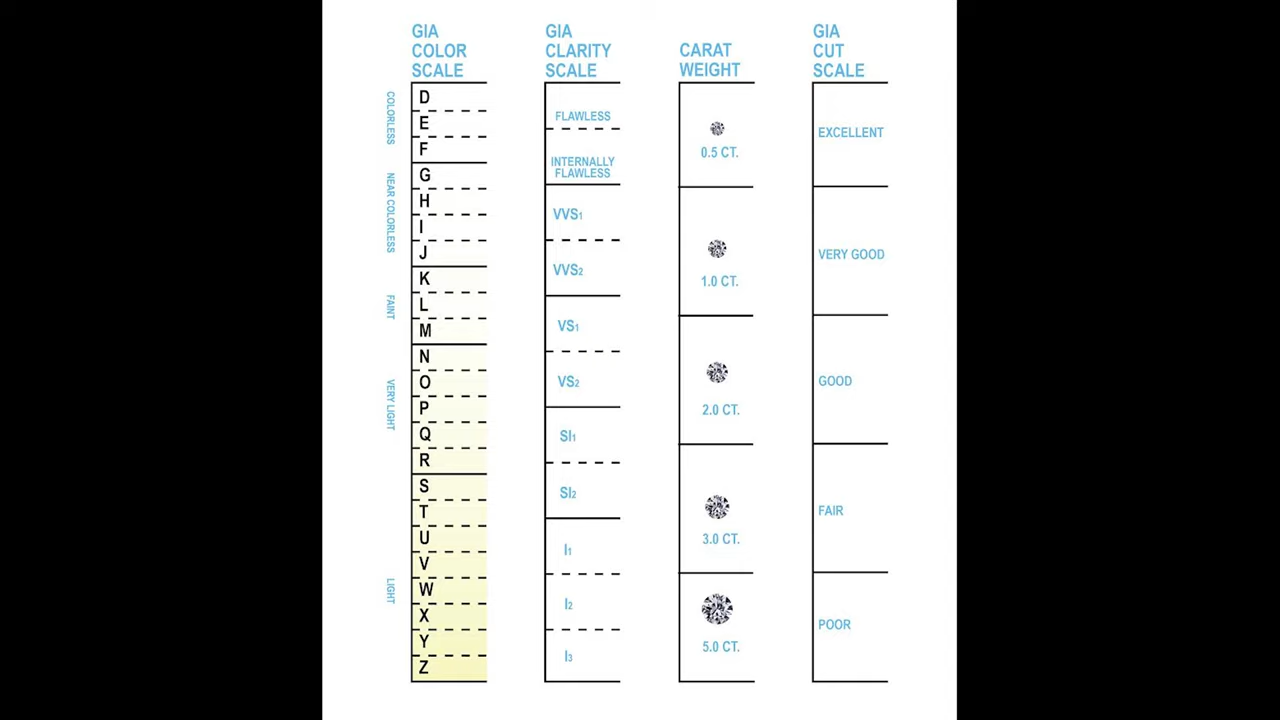 GIA
COLOR
SCALE
COLORLESS
D
E
F
NEAR COLORLESS
G
H
I
J
FAINT
K
L
M
VERY LIGHT
N
O
P
Q
R
LIGHT
S
T
U
V
W
X
Y
Z
GIA
CLARITY
SCALE
FLAWLESS
INTERNALLY
FLAWLESS
VVS1
VVS2
VS1
VS2
SI1
SI2
I1
I2
I3
CARAT
WEIGHT
0.5 CT.
1.0 CT.
2.0 CT.
3.0 CT.
5.0 CT.
GIA
CUT
SCALE
EXCELLENT
VERY GOOD
GOOD
FAIR
POOR